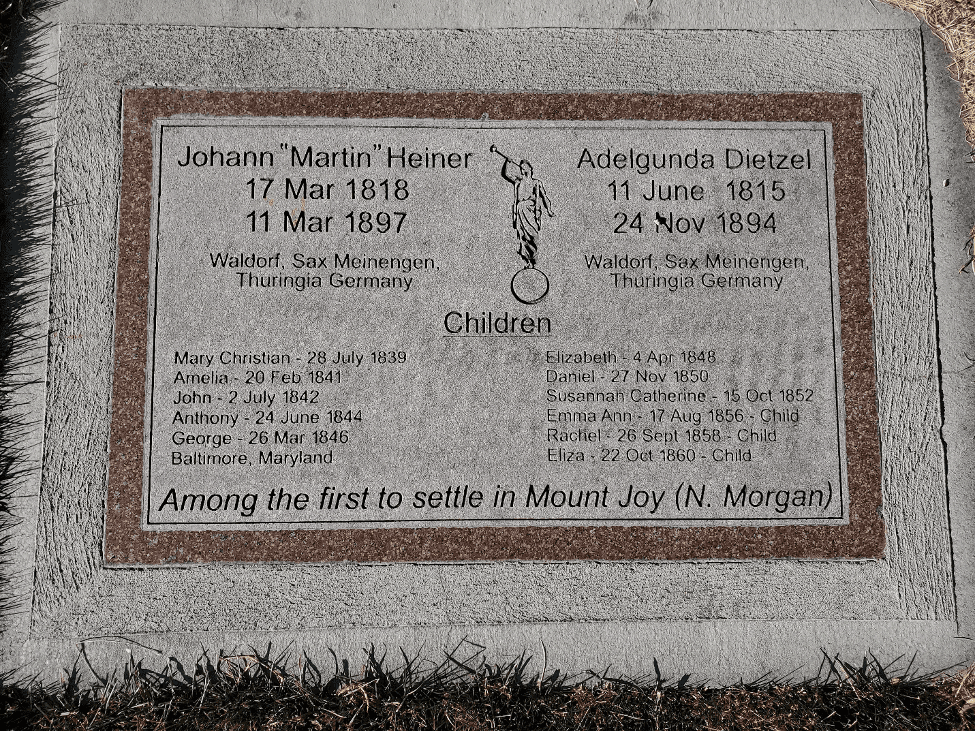 Johann "Martin" Heiner
17 Mar 1818
11 Mar 1897
Waldorf, Sax Meinengen,
Thuringia Germany
Adelgunda Dietzel
11 June 1815
24 Nov 1894
Waldorf, Sax Meinengen,
Thuringia Germany
Children
Mary Christian - 28 July 1839
Amelia - 20 Feb 1841
John - 2 July 1842
Anthony - 24 June 1844
George - 26 Mar 1846
Baltimore, Maryland
Elizabeth - 4 Apr 1848
Daniel - 27 Nov 1850
Susannah Catherine - 15 Oct 1852
Emma Ann - 17 Aug 1856 - Child
Rachel - 26 Sept 1858 - Child
Eliza - 22 Oct 1860 - Child
Among the first to settle in Mount Joy (N. Morgan)